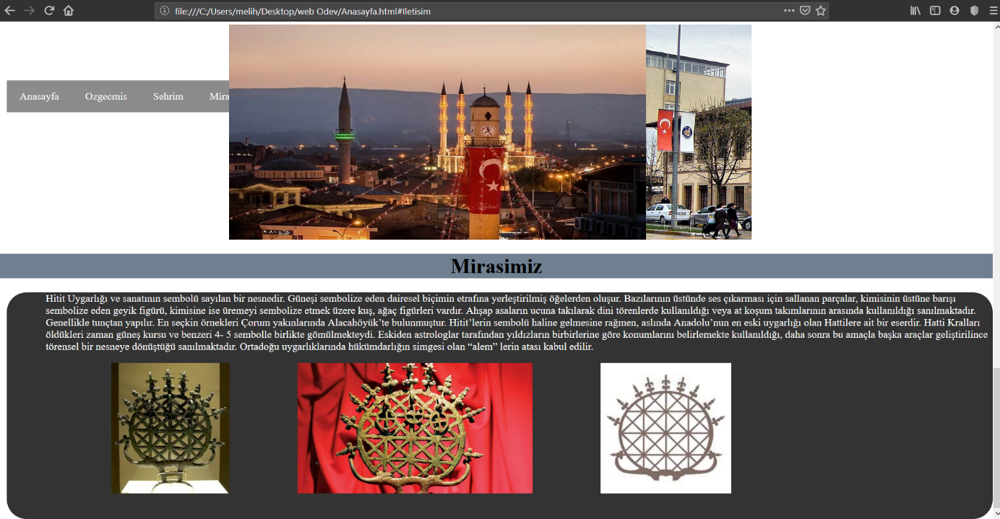 file:///C:/Users/melih/Desktop/web Odev/Anasayfa.html#Iletisim
Anasayfa Ozgecmis Sehrim Mira
Mirasimiz
Hitit Uygarlığı ve sanatının sembolü sayılan bir nesnedir. Güneşi sembolize eden dairesel biçimin etrafına yerleştirilmiş öğelerden oluşur. Bazılarının üstünde ses çıkarması için sallanan parçalar, kimisinin üstüne barışı
sembolize eden geyik figürü, kimisine ise üremeyi sembolize etmek üzere kuş, ağaç figürleri vardır. Ahşap asaların ucuna takılarak dini törenlerde kullanıldığı veya at koşum takımlarının arasında kullanıldığı sanılmaktadır.
Genellikle tunçtan yapılır. En seçkin örnekleri Çorum yakınlarında Alacahöyük’te bulunmuştur. Hitit’lerin sembolü haline gelmesine rağmen, aslında Anadolu’nun en eski uygarlığı olan Hattilere ait bir eserdir. Hatti Kralları
öldükleri zaman güneş kursu ve benzeri 4- 5 sembolle birlikte gömülmekteydi. Eskiden astrologlar tarafından yıldızların birbirlerine göre konumlarını belirlemekte kullanıldığı, daha sonra bu amaçla başka araçlar geliştirilince
törensel bir nesneye dönüştüğü sanılmaktadır. Ortadoğu uygarlıklarında hükümdarlığın simgesi olan “alem” lerin atası kabul edilir.